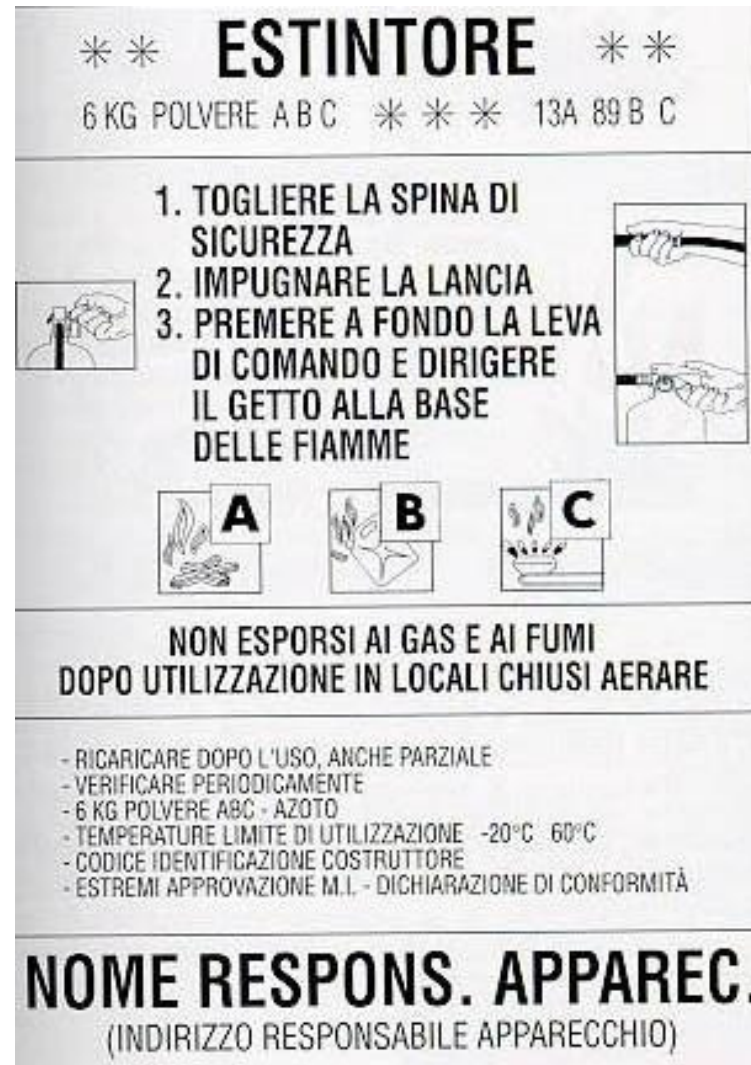 ** ESTINTORE **
6 KG POLVERE A B C *** 13A 89 B C
1. TOGLIERE LA SPINA DI
SICUREZZA
2. IMPUGNARE LA LANCIA
3. PREMERE A FONDO LA LEVA
DI COMANDO E DIRIGERE
IL GETTO ALLA BASE
DELLE FIAMME
A B C
NON ESPORSI AI GAS E AI FUMI
DOPO UTILIZZAZIONE IN LOCALI CHIUSI AERARE
- RICARICARE DOPO L'USO, ANCHE PARZIALE
- VERIFICARE PERIODICAMENTE
- 6 KG POLVERE ABC - AZOTO
- TEMPERATURE LIMITE DI UTILIZZAZIONE -20°C 60°C
- CODICE IDENTIFICAZIONE COSTRUTTORE
- ESTREMI APPROVAZIONE M.I. - DICHIARAZIONE DI CONFORMITÀ
NOME RESPONS. APPAREC.
(INDIRIZZO RESPONSABILE APPARECCHIO)